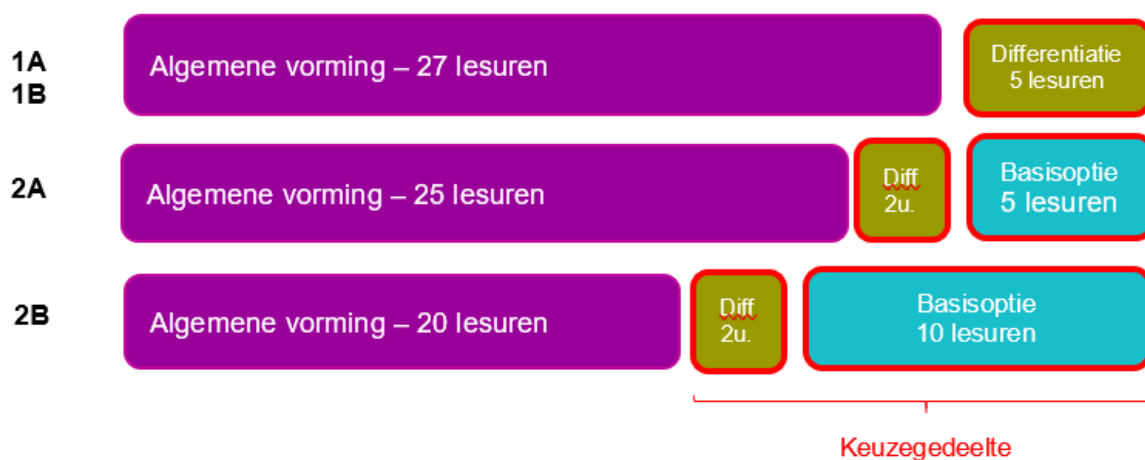 1A
1B
Algemene vorming – 27 lesuren
Differentiatie
5 lesuren
2A
Algemene vorming – 25 lesuren
Diff
2u.
Basisoptie
5 lesuren
2B
Algemene vorming – 20 lesuren
Diff
2u.
Basisoptie
10 lesuren
Keuzegedeelte